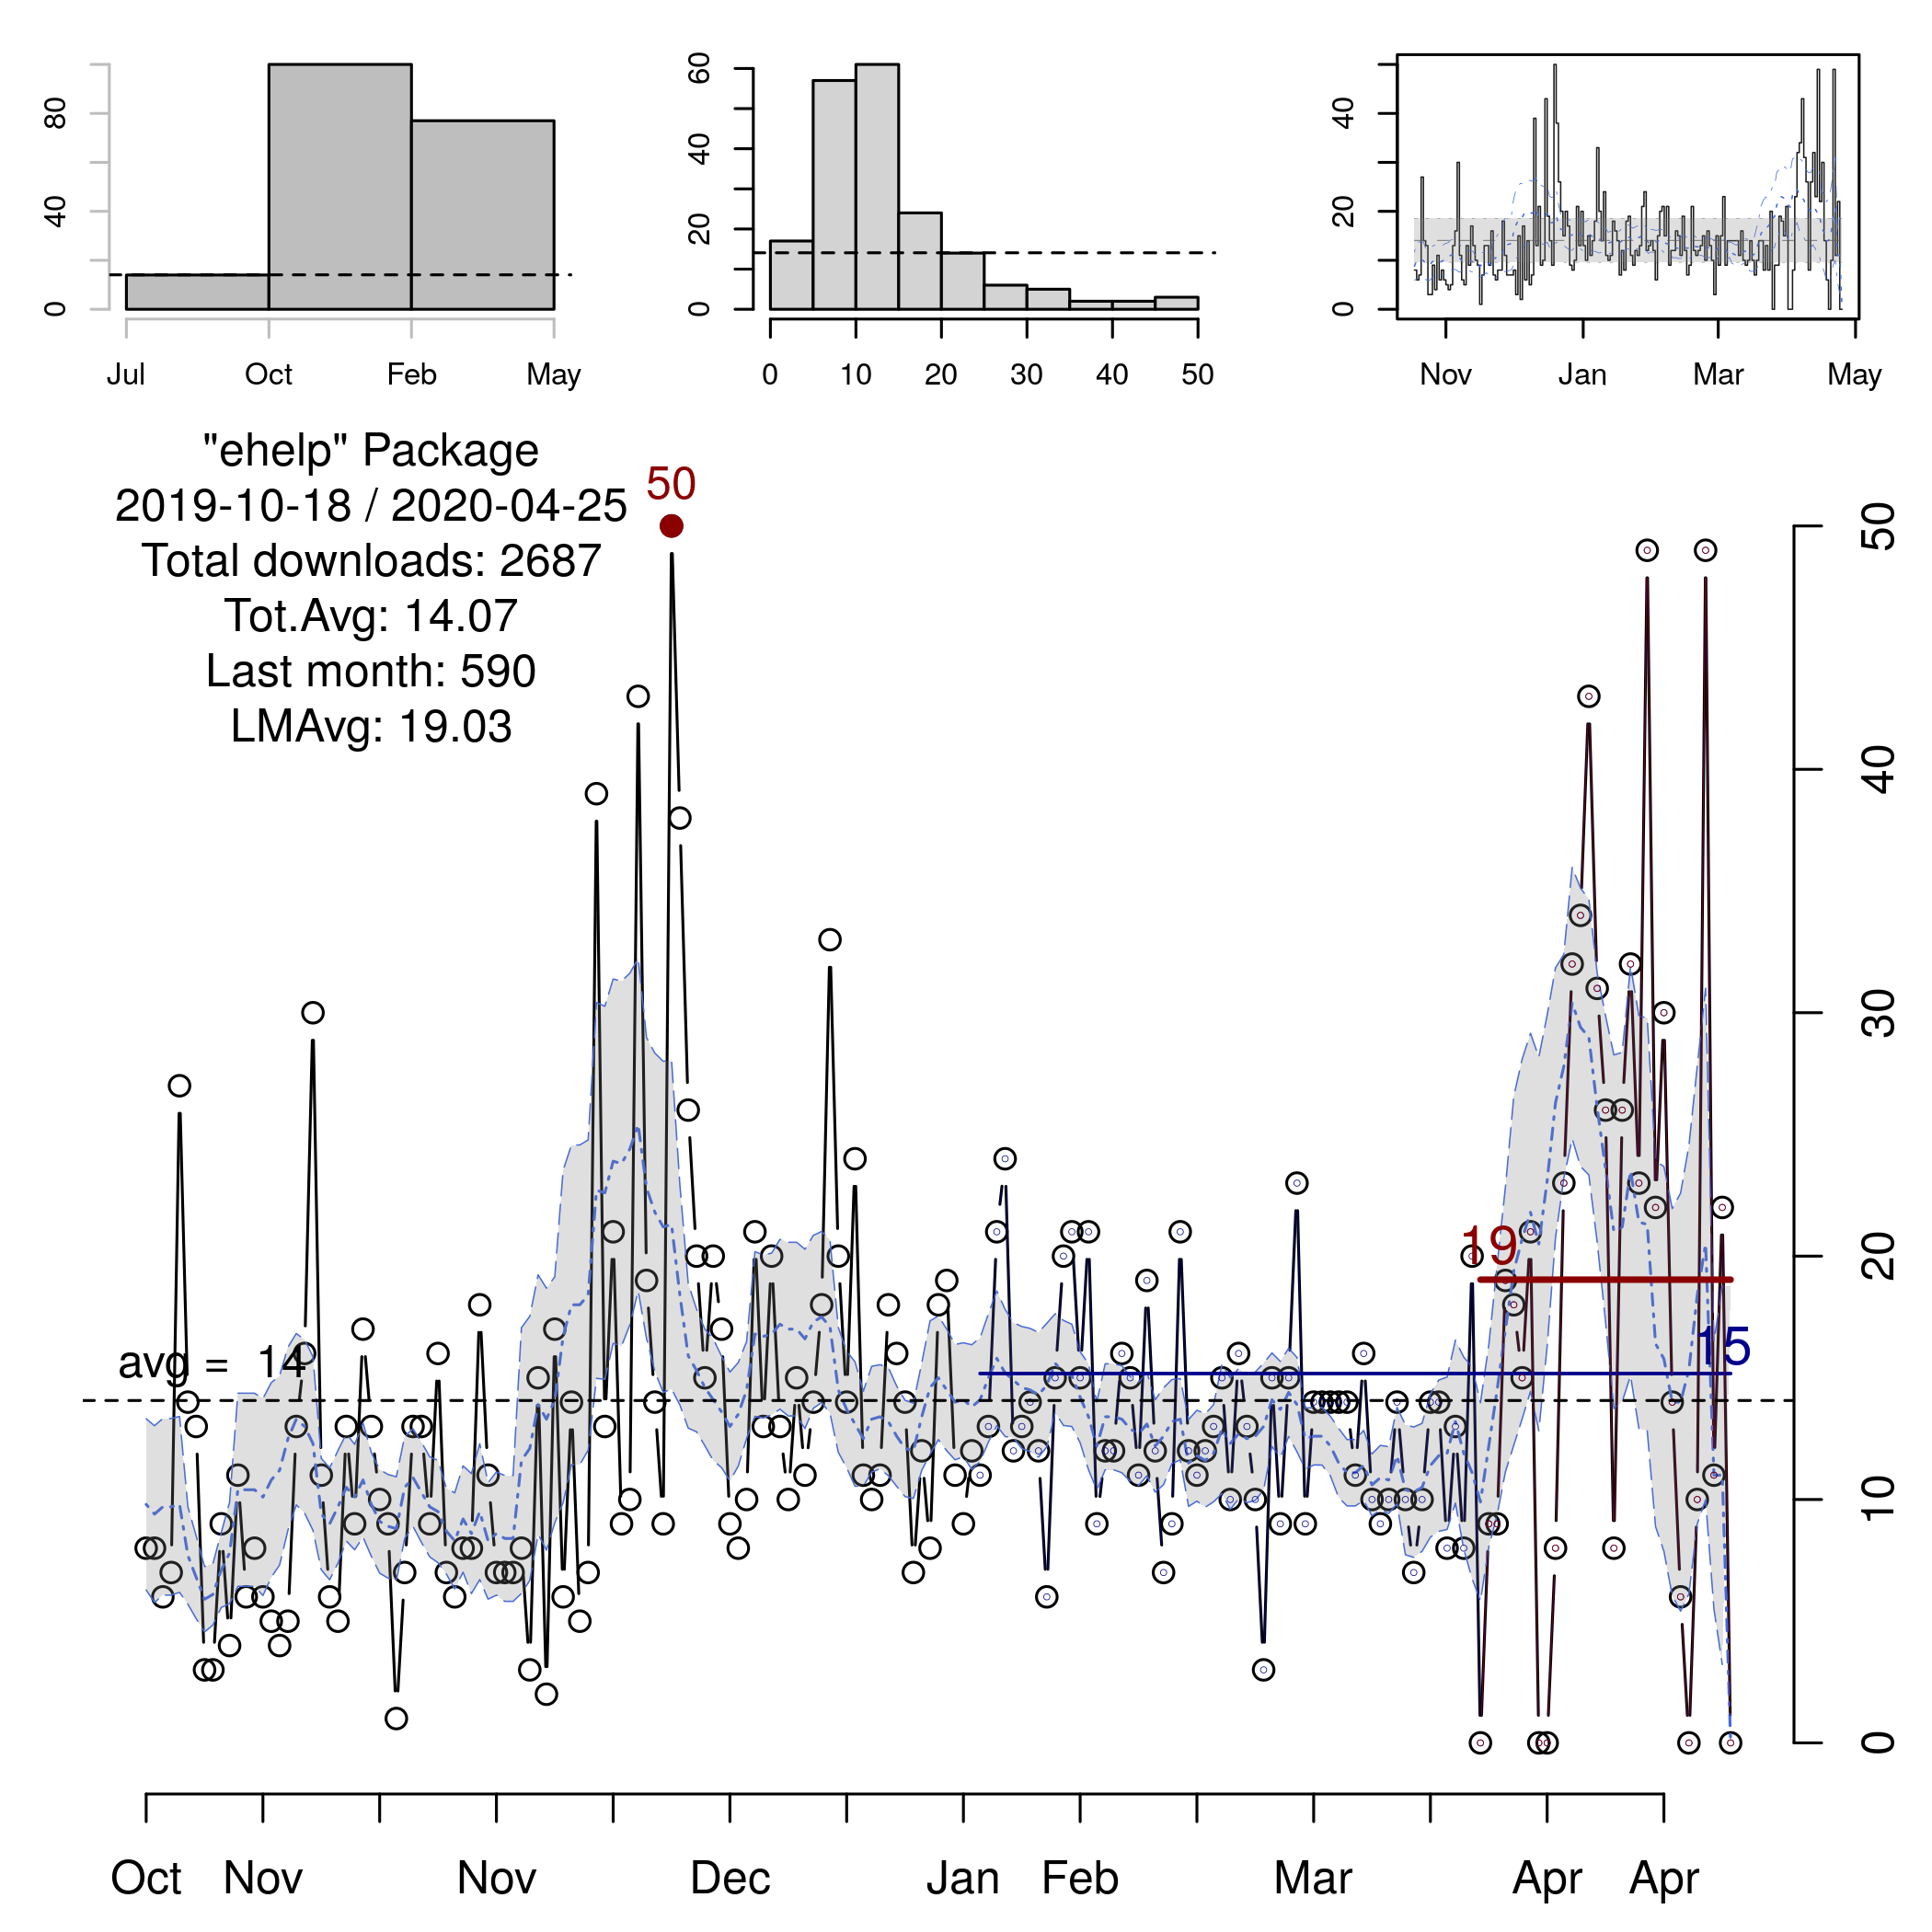 80
40
0
Jul Oct Feb May
60
40
20
0
0 10 20 30 40 50
40
20
0
Nov Jan Mar May
"ehelp" Package
2019-10-18 / 2020-04-25
Total downloads: 2687
Tot.Avg: 14.07
Last month: 590
LMAvg: 19.03
50
avg = 14
19
15
50
40
30
20
10
0
Oct Nov Nov Dec Jan Feb Mar Apr Apr